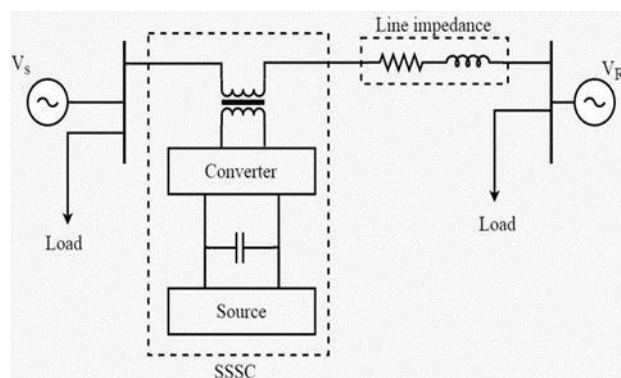 Line impedance
Vs
VR
Converter
Load
Load
Source
SSSC